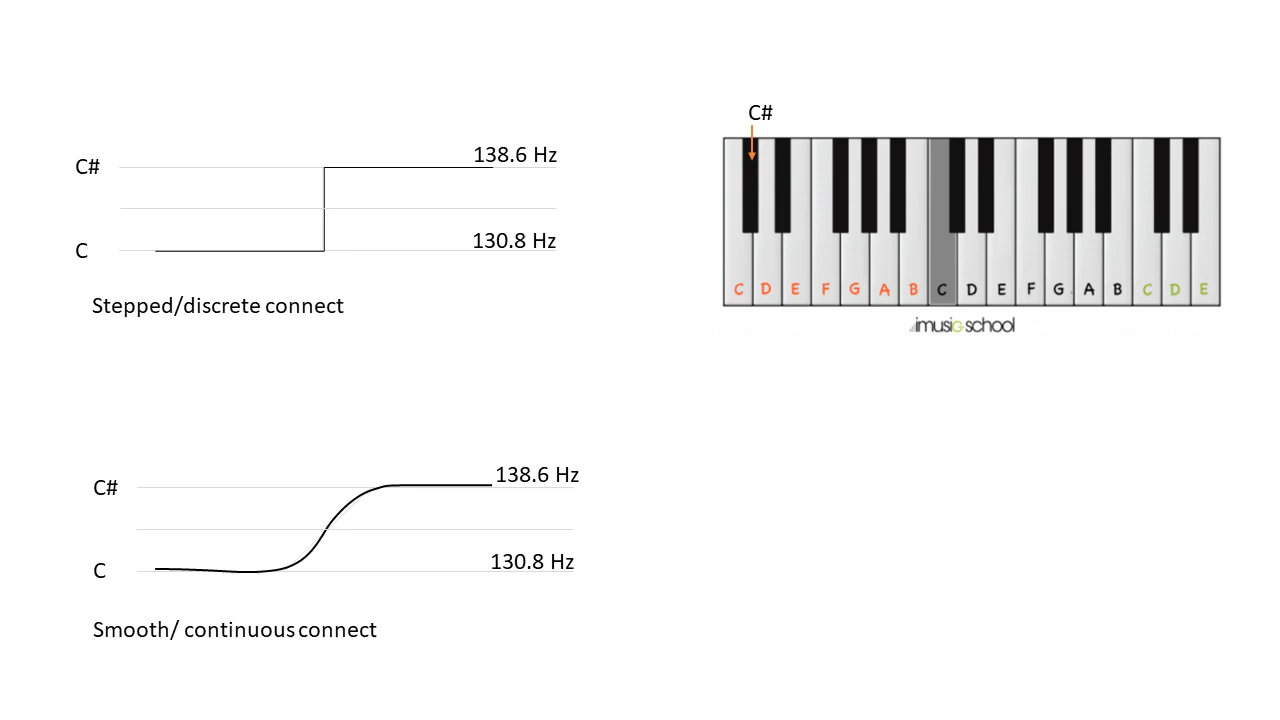 C#
138.6 Hz
C
130.8 Hz
Stepped/discrete connect
C#
C D E F G A B C D E F G A B C D E
imusic school
C#
138.6 Hz
C
130.8 Hz
Smooth/ continuous connect